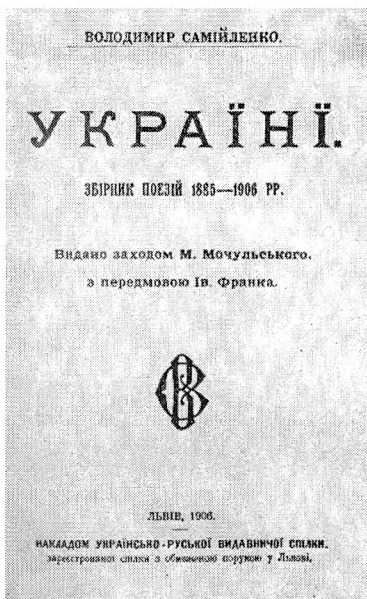 ВОЛОДИМИР САМІЙЛЕНКО.
УКРАЇНЇ.
ЗБІРНИК ПОЕЗІЙ 1885—1906 РР.
Видано заходом М. Мочульського.
з передмовою Ів. Франка.
ЛЬВІВ, 1906.
НАКЛАДОМ УКРАЇНСЬКО-РУСЬКОЇ ВИДАВНИЧОЇ СПІЛКИ.
зареєстрованої спілки з обмеженою порукою у Львові.